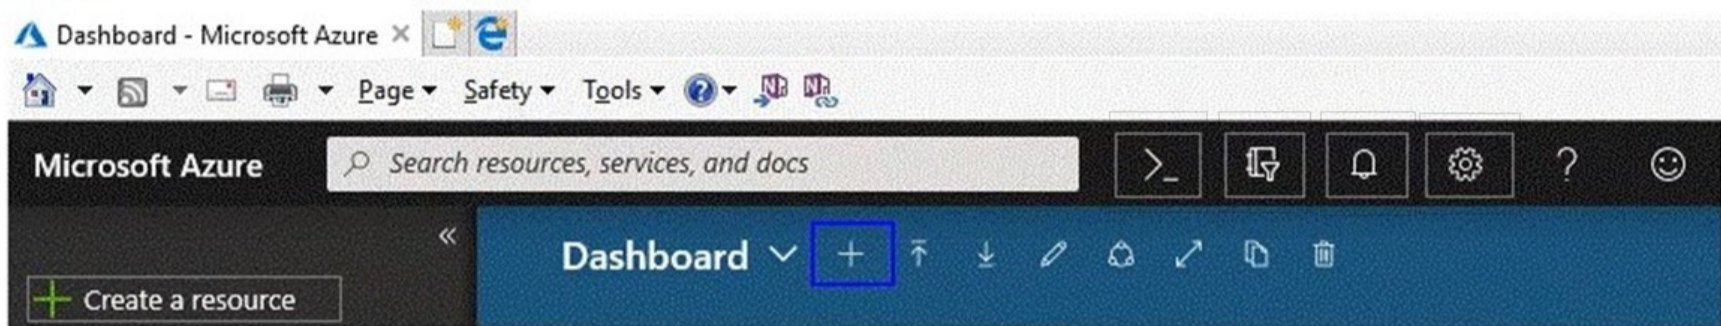 Dashboard - Microsoft Azure
Page Safety Tools
Microsoft Azure Search resources, services, and docs
Dashboard
Create a resource